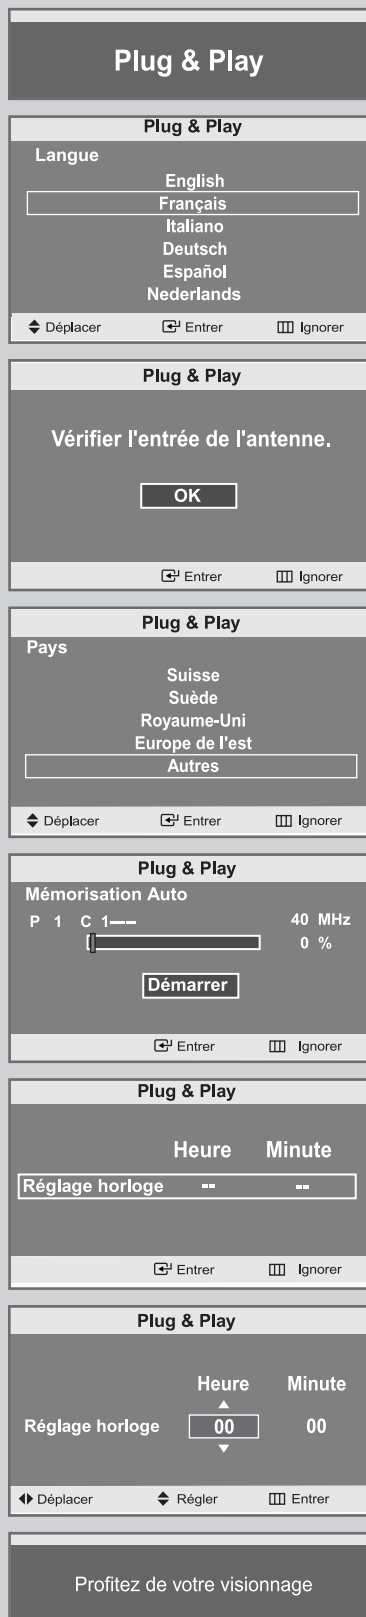 Plug & Play
Plug & Play
Langue
English
Français
Italiano
Deutsch
Español
Nederlands
Déplacer Entrer Ignorer
Plug & Play
Vérifier l'entrée de l'antenne.
OK
Entrer Ignorer
Plug & Play
Pays
Suisse
Suède
Royaume-Uni
Europe de l'est
Autres
Déplacer Entrer Ignorer
Plug & Play
Mémorisation Auto
P 1 C 1--- 40 MHz
0 %
Démarrer
Entrer Ignorer
Plug & Play
Heure Minute
Réglage horloge -- --
Entrer Ignorer
Plug & Play
Heure Minute
Réglage horloge 00 00
Déplacer Régler Entrer
Profitez de votre visionnage